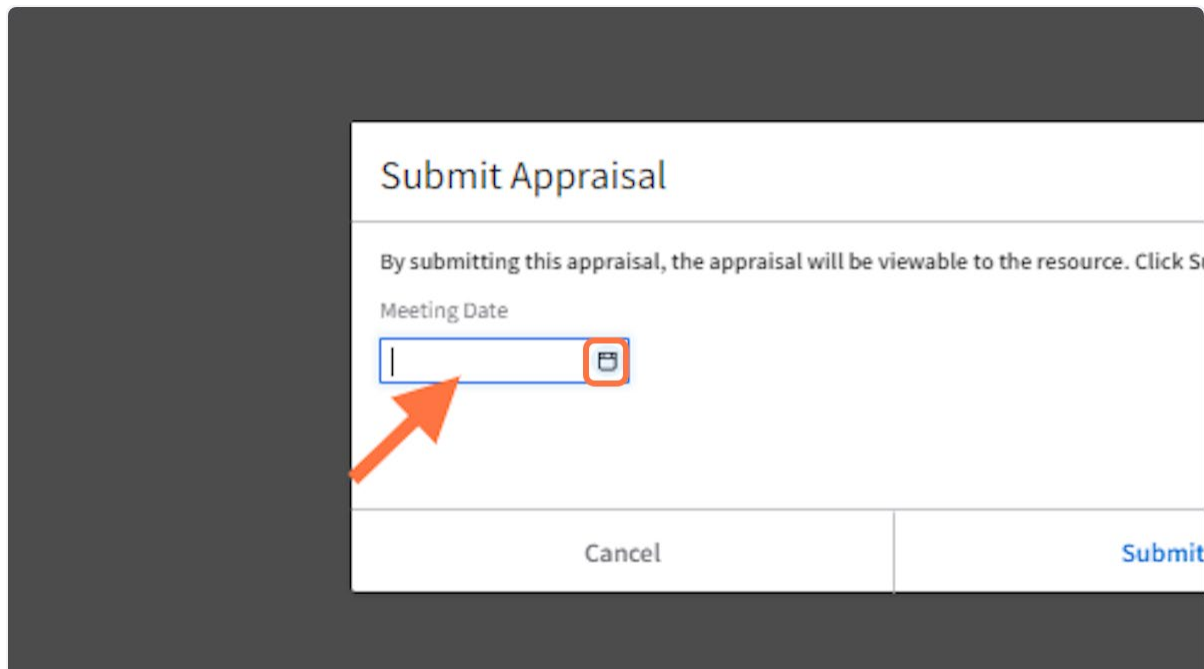 Submit Appraisal
By submitting this appraisal, the appraisal will be viewable to the resource. Click
Meeting Date
Cancel
Submit